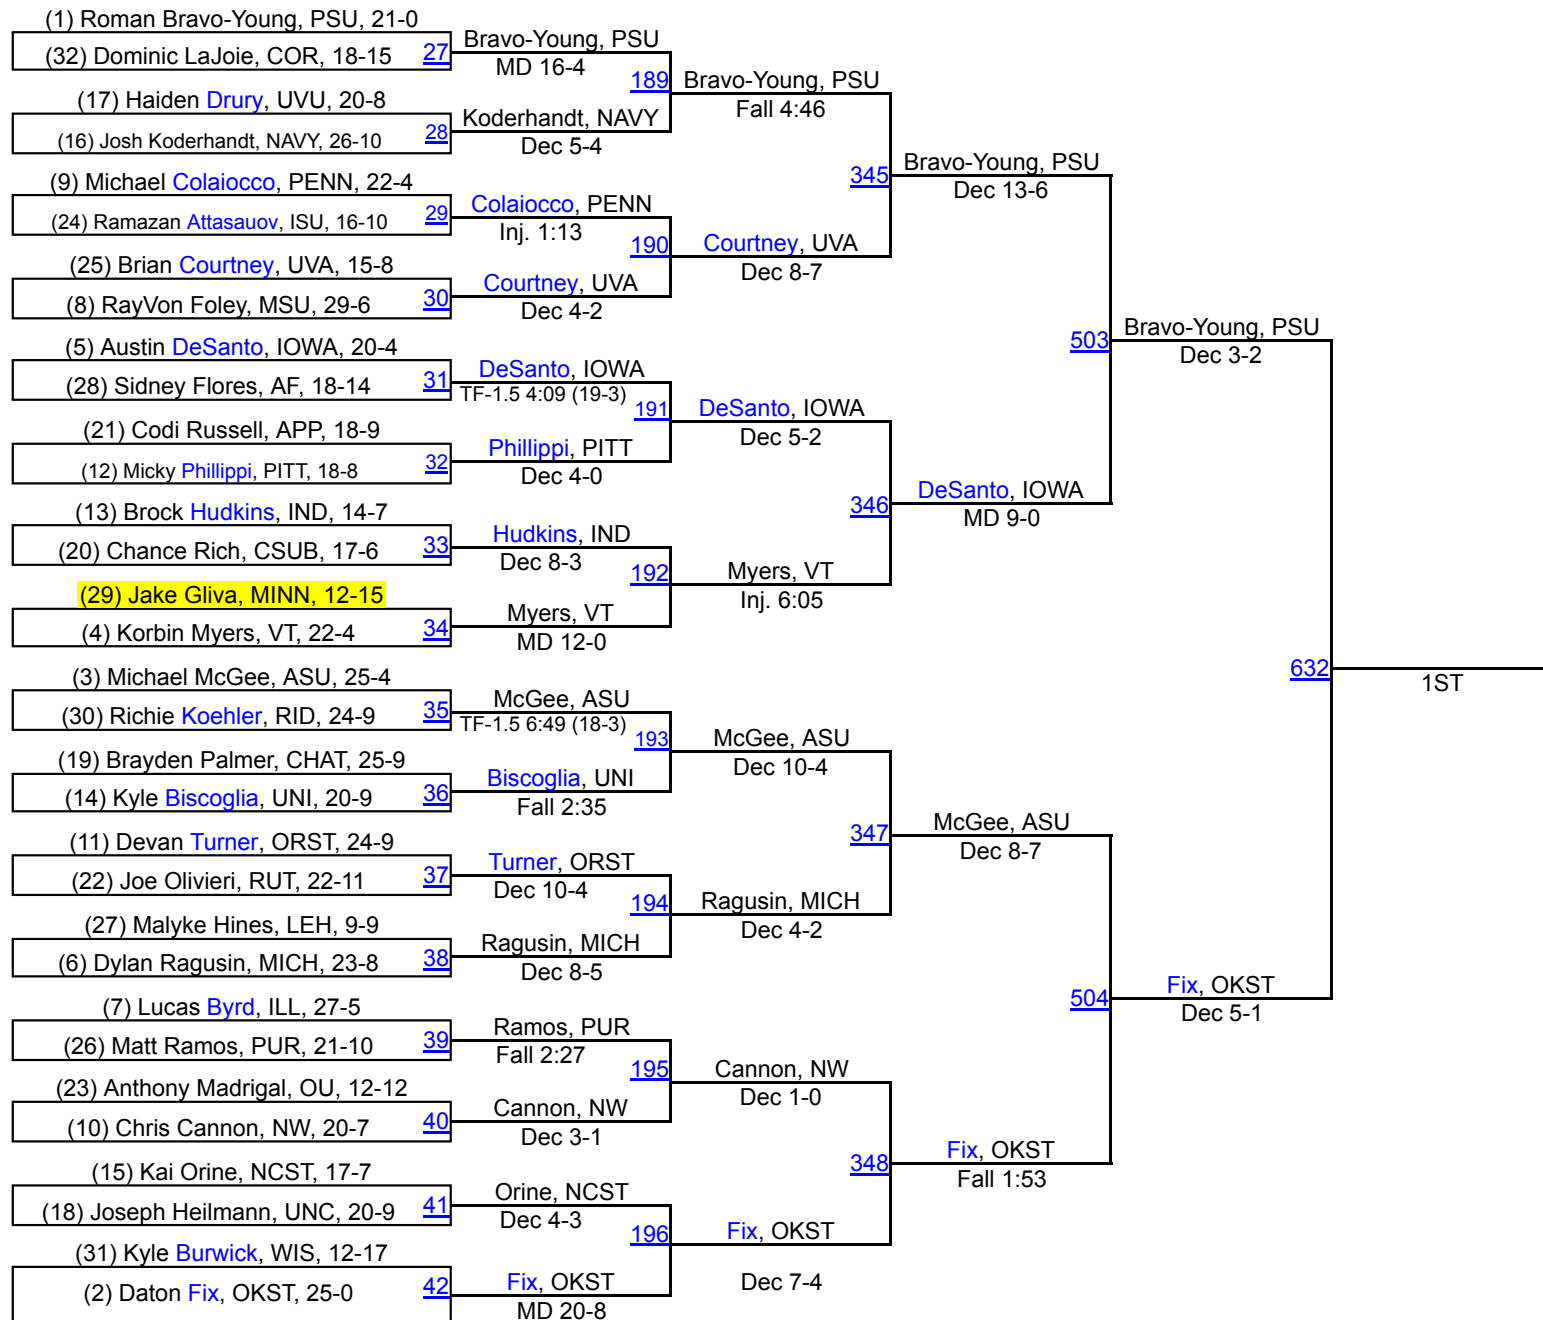 (1) Roman Bravo-Young, PSU, 21-0
(32) Dominic LaJoie, COR, 18-15
27
(17) Haiden Drury, UVU, 20-8
(16) Josh Koderhandt, NAVY, 26-10
28
(9) Michael Colaiocco, PENN, 22-4
(24) Ramazan Attasauov, ISU, 16-10
29
(25) Brian Courtney, UVA, 15-8
(8) RayVon Foley, MSU, 29-6
30
(5) Austin DeSanto, IOWA, 20-4
(28) Sidney Flores, AF, 18-14
31
(21) Codi Russell, APP, 18-9
(12) Micky Phillippi, PITT, 18-8
32
(13) Brock Hudkins, IND, 14-7
(20) Chance Rich, CSUB, 17-6
33
(29) Jake Gliva, MINN, 12-15
(4) Korbin Myers, VT, 22-4
34
(3) Michael McGee, ASU, 25-4
(30) Richie Koehler, RID, 24-9
35
(19) Brayden Palmer, CHAT, 25-9
(14) Kyle Biscoglia, UNI, 20-9
36
(11) Devan Turner, ORST, 24-9
(22) Joe Olivieri, RUT, 22-11
37
(27) Malyke Hines, LEH, 9-9
(6) Dylan Ragusin, MICH, 23-8
38
(7) Lucas Byrd, ILL, 27-5
(26) Matt Ramos, PUR, 21-10
39
(23) Anthony Madrigal, OU, 12-12
(10) Chris Cannon, NW, 20-7
40
(15) Kai Orine, NCST, 17-7
(18) Joseph Heilmann, UNC, 20-9
41
(31) Kyle Burwick, WIS, 12-17
(2) Daton Fix, OKST, 25-0
42
Bravo-Young, PSU
MD 16-4
189
Koderhandt, NAVY
Dec 5-4
Colaiocco, PENN
Inj. 1:13
190
Courtney, UVA
Dec 4-2
DeSanto, IOWA
TF-1.5 4:09 (19-3)
191
Phillippi, PITT
Dec 4-0
Hudkins, IND
Dec 8-3
192
Myers, VT
MD 12-0
McGee, ASU
TF-1.5 6:49 (18-3)
193
Biscoglia, UNI
Fall 2:35
Turner, ORST
Dec 10-4
194
Ragusin, MICH
Dec 8-5
Ramos, PUR
Fall 2:27
195
Cannon, NW
Dec 3-1
Orine, NCST
Dec 4-3
196
Fix, OKST
MD 20-8
Bravo-Young, PSU
Fall 4:46
345
Courtney, UVA
Dec 8-7
DeSanto, IOWA
Dec 5-2
346
Myers, VT
Inj. 6:05
McGee, ASU
Dec 10-4
347
Ragusin, MICH
Dec 4-2
Cannon, NW
Dec 1-0
348
Fix, OKST
Dec 7-4
Bravo-Young, PSU
Dec 13-6
503
DeSanto, IOWA
MD 9-0
McGee, ASU
Dec 8-7
504
Fix, OKST
Fall 1:53
Bravo-Young, PSU
Dec 3-2
632
Fix, OKST
Dec 5-1
1ST